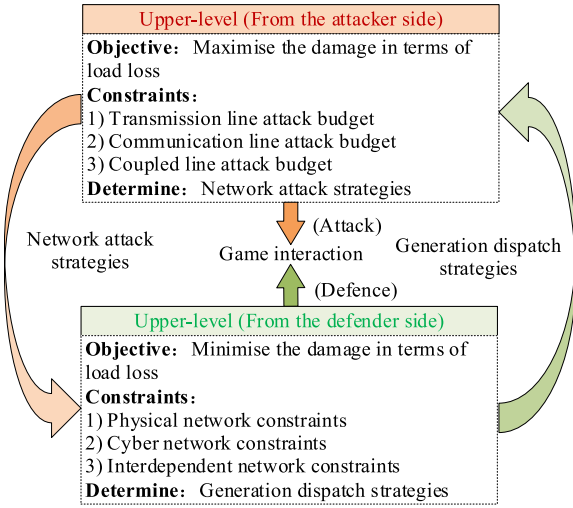 Upper-level (From the attacker side)
Objective：Maximise the damage in terms of
load loss
Constraints：
1) Transmission line attack budget
2) Communication line attack budget
3) Coupled line attack budget
Determine：Network attack strategies
(Attack)
Network attack
strategies
Game interaction
Generation dispatch
strategies
(Defence)
Upper-level (From the defender side)
Objective：Minimise the damage in terms of
load loss
Constraints：
1) Physical network constraints
2) Cyber network constraints
3) Interdependent network constraints
Determine：Generation dispatch strategies